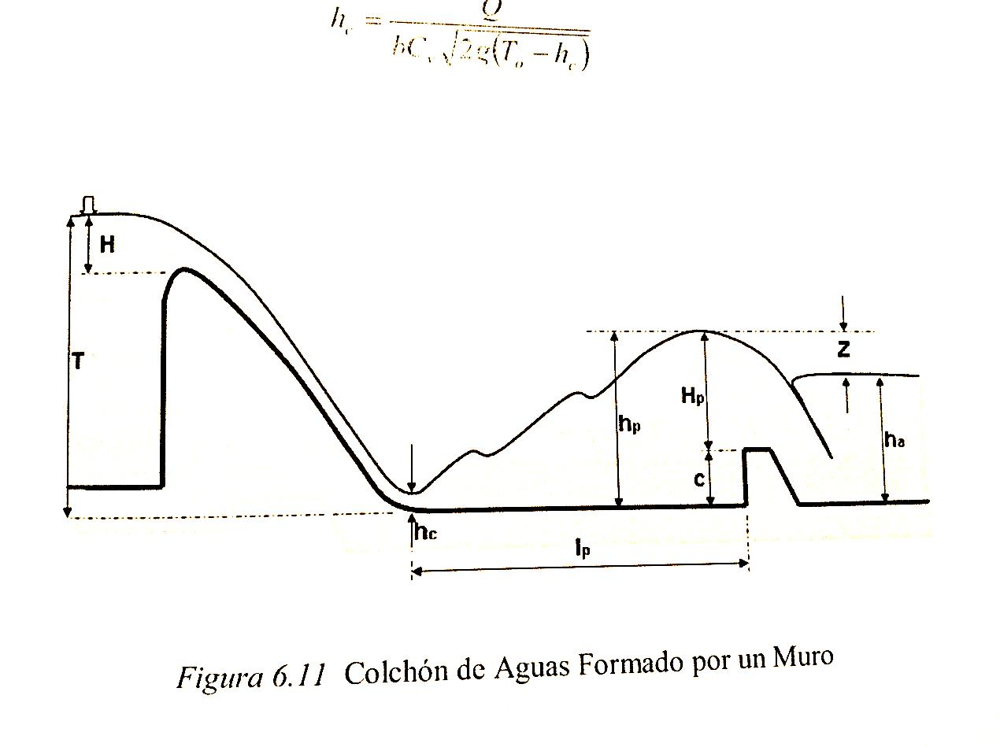 h_c = Q / (b C_v √(2g(T_o − h_c)))
H
T
Z
H_p
h_p
h_a
c
h_c
l_p
Figura 6.11 Colchón de Aguas Formado por un Muro